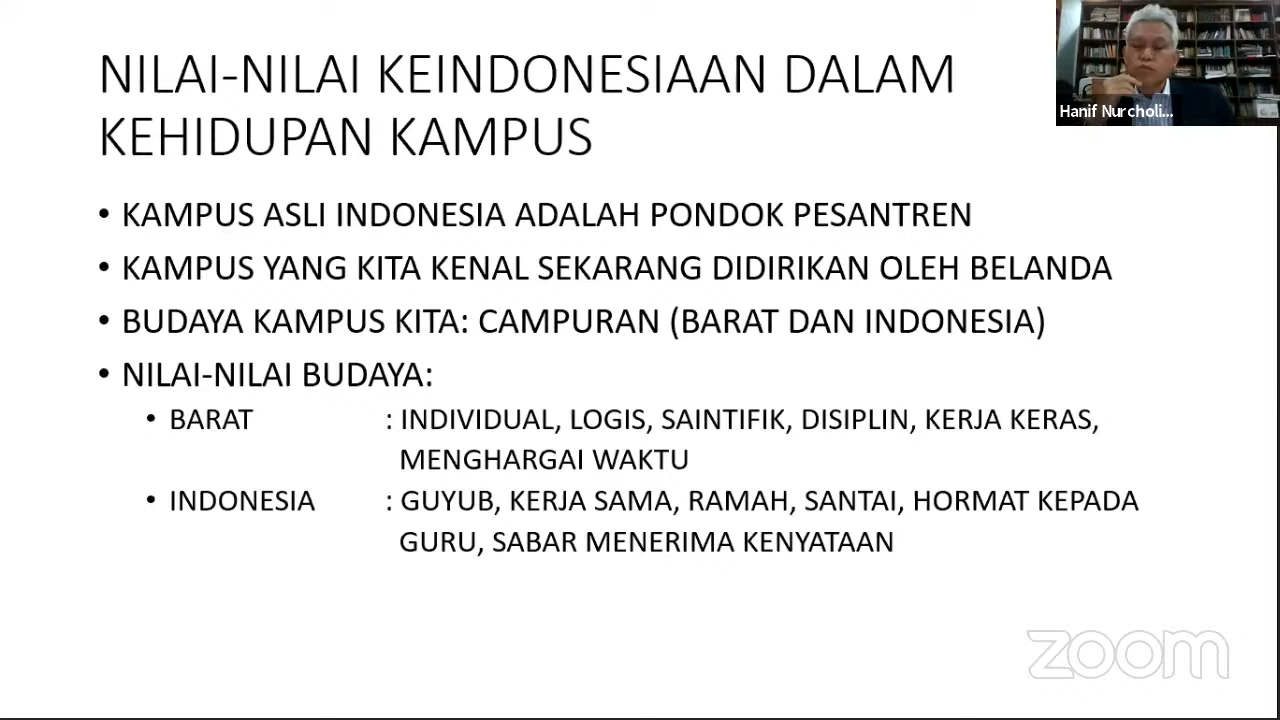 NILAI-NILAI KEINDONESIAAN DALAM
KEHIDUPAN KAMPUS
Hanif Nurcholi...
• KAMPUS ASLI INDONESIA ADALAH PONDOK PESANTREN
• KAMPUS YANG KITA KENAL SEKARANG DIDIRIKAN OLEH BELANDA
• BUDAYA KAMPUS KITA: CAMPURAN (BARAT DAN INDONESIA)
• NILAI-NILAI BUDAYA:
• BARAT : INDIVIDUAL, LOGIS, SAINTIFIK, DISIPLIN, KERJA KERAS,
MENGHARGAI WAKTU
• INDONESIA : GUYUB, KERJA SAMA, RAMAH, SANTAI, HORMAT KEPADA
GURU, SABAR MENERIMA KENYATAAN
zoom